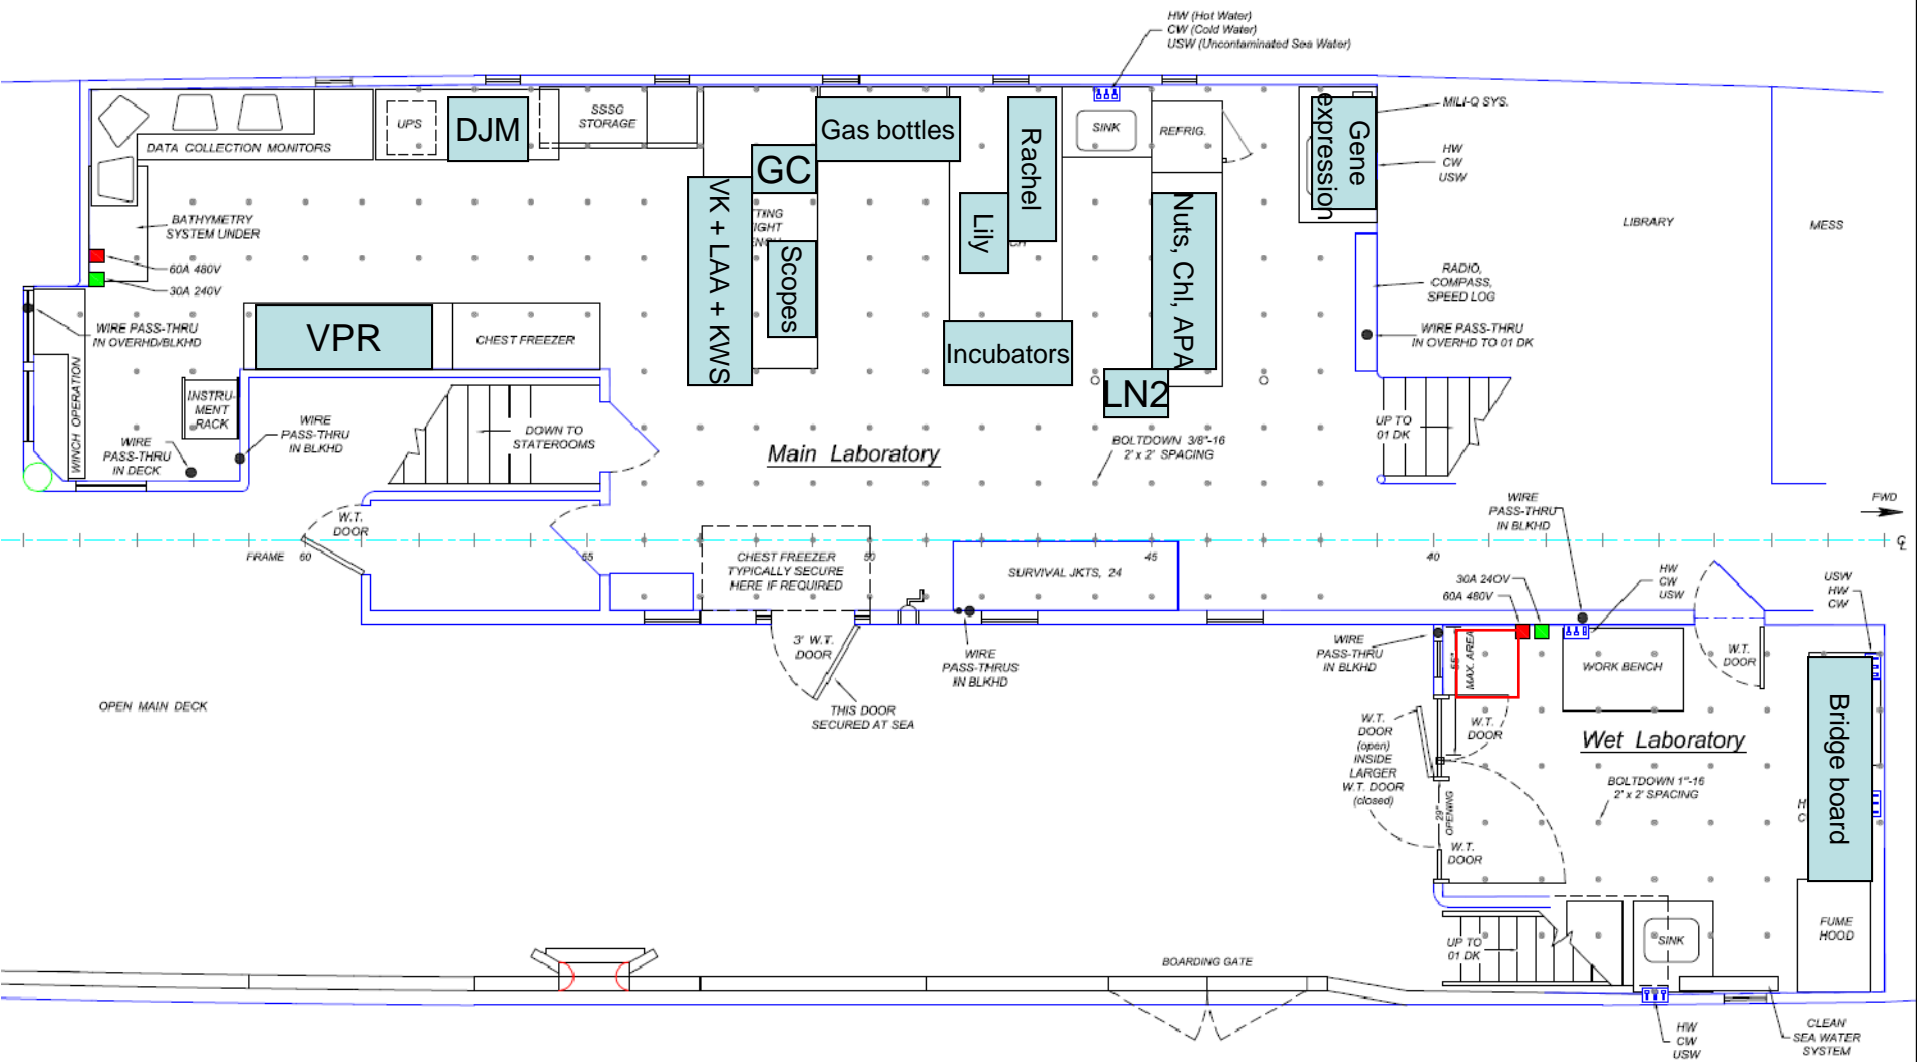 HW (Hot Water)
CW (Cold Water)
USW (Uncontaminated Sea Water)
UPS
DJM
SSSG
STORAGE
DATA COLLECTION MONITORS
Gas bottles
GC
Rachel
SINK
REFRIG.
Gene
expression
MILI-Q SYS.
HW
CW
USW
BATHYMETRY
SYSTEM UNDER
60A 480V
30A 240V
VK + LAA + KWS
Scopes
Lily
Nuts, Chl, APA
LIBRARY
MESS
RADIO,
COMPASS,
SPEED LOG
WIRE PASS-THRU
IN OVERHD/BLKHD
VPR
CHEST FREEZER
Incubators
LN2
WIRE PASS-THRU
IN OVERHD TO 01 DK
WINCH OPERATION
INSTRU-
MENT
RACK
WIRE
PASS-THRU
IN BLKHD
WIRE
PASS-THRU
IN DECK
DOWN TO
STATEROOMS
Main Laboratory
BOLTDOWN 3/8"-16
2' x 2' SPACING
UP TO
01 DK
W.T.
DOOR
WIRE
PASS-THRU
IN BLKHD
FWD
FRAME 60
55
50
45
40
CHEST FREEZER
TYPICALLY SECURE
HERE IF REQUIRED
SURVIVAL JKTS, 24
30A 240V
60A 480V
HW
CW
USW
USW
HW
CW
3' W.T.
DOOR
WIRE
PASS-THRUS
IN BLKHD
WIRE
PASS-THRU
IN BLKHD
MAX. AREA
WORK BENCH
W.T.
DOOR
OPEN MAIN DECK
THIS DOOR
SECURED AT SEA
W.T.
DOOR
(open)
INSIDE
LARGER
W.T. DOOR
(closed)
W.T.
DOOR
Wet Laboratory
BOLTDOWN 1"-16
2' x 2' SPACING
Bridge board
29"
OPENING
W.T.
DOOR
FUME
HOOD
UP TO
01 DK
SINK
BOARDING GATE
HW
CW
USW
CLEAN
SEA WATER
SYSTEM